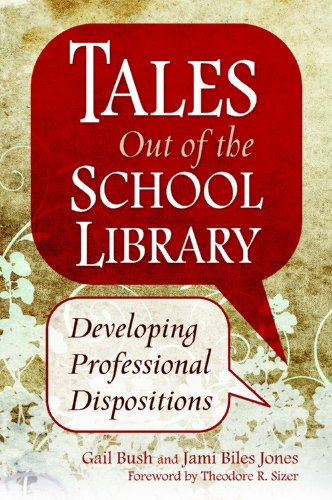 TALES
Out of the
SCHOOL
LIBRARY
Developing
Professional
Dispositions
Gail Bush and Jami Biles Jones
Foreword by Theodore R. Sizer